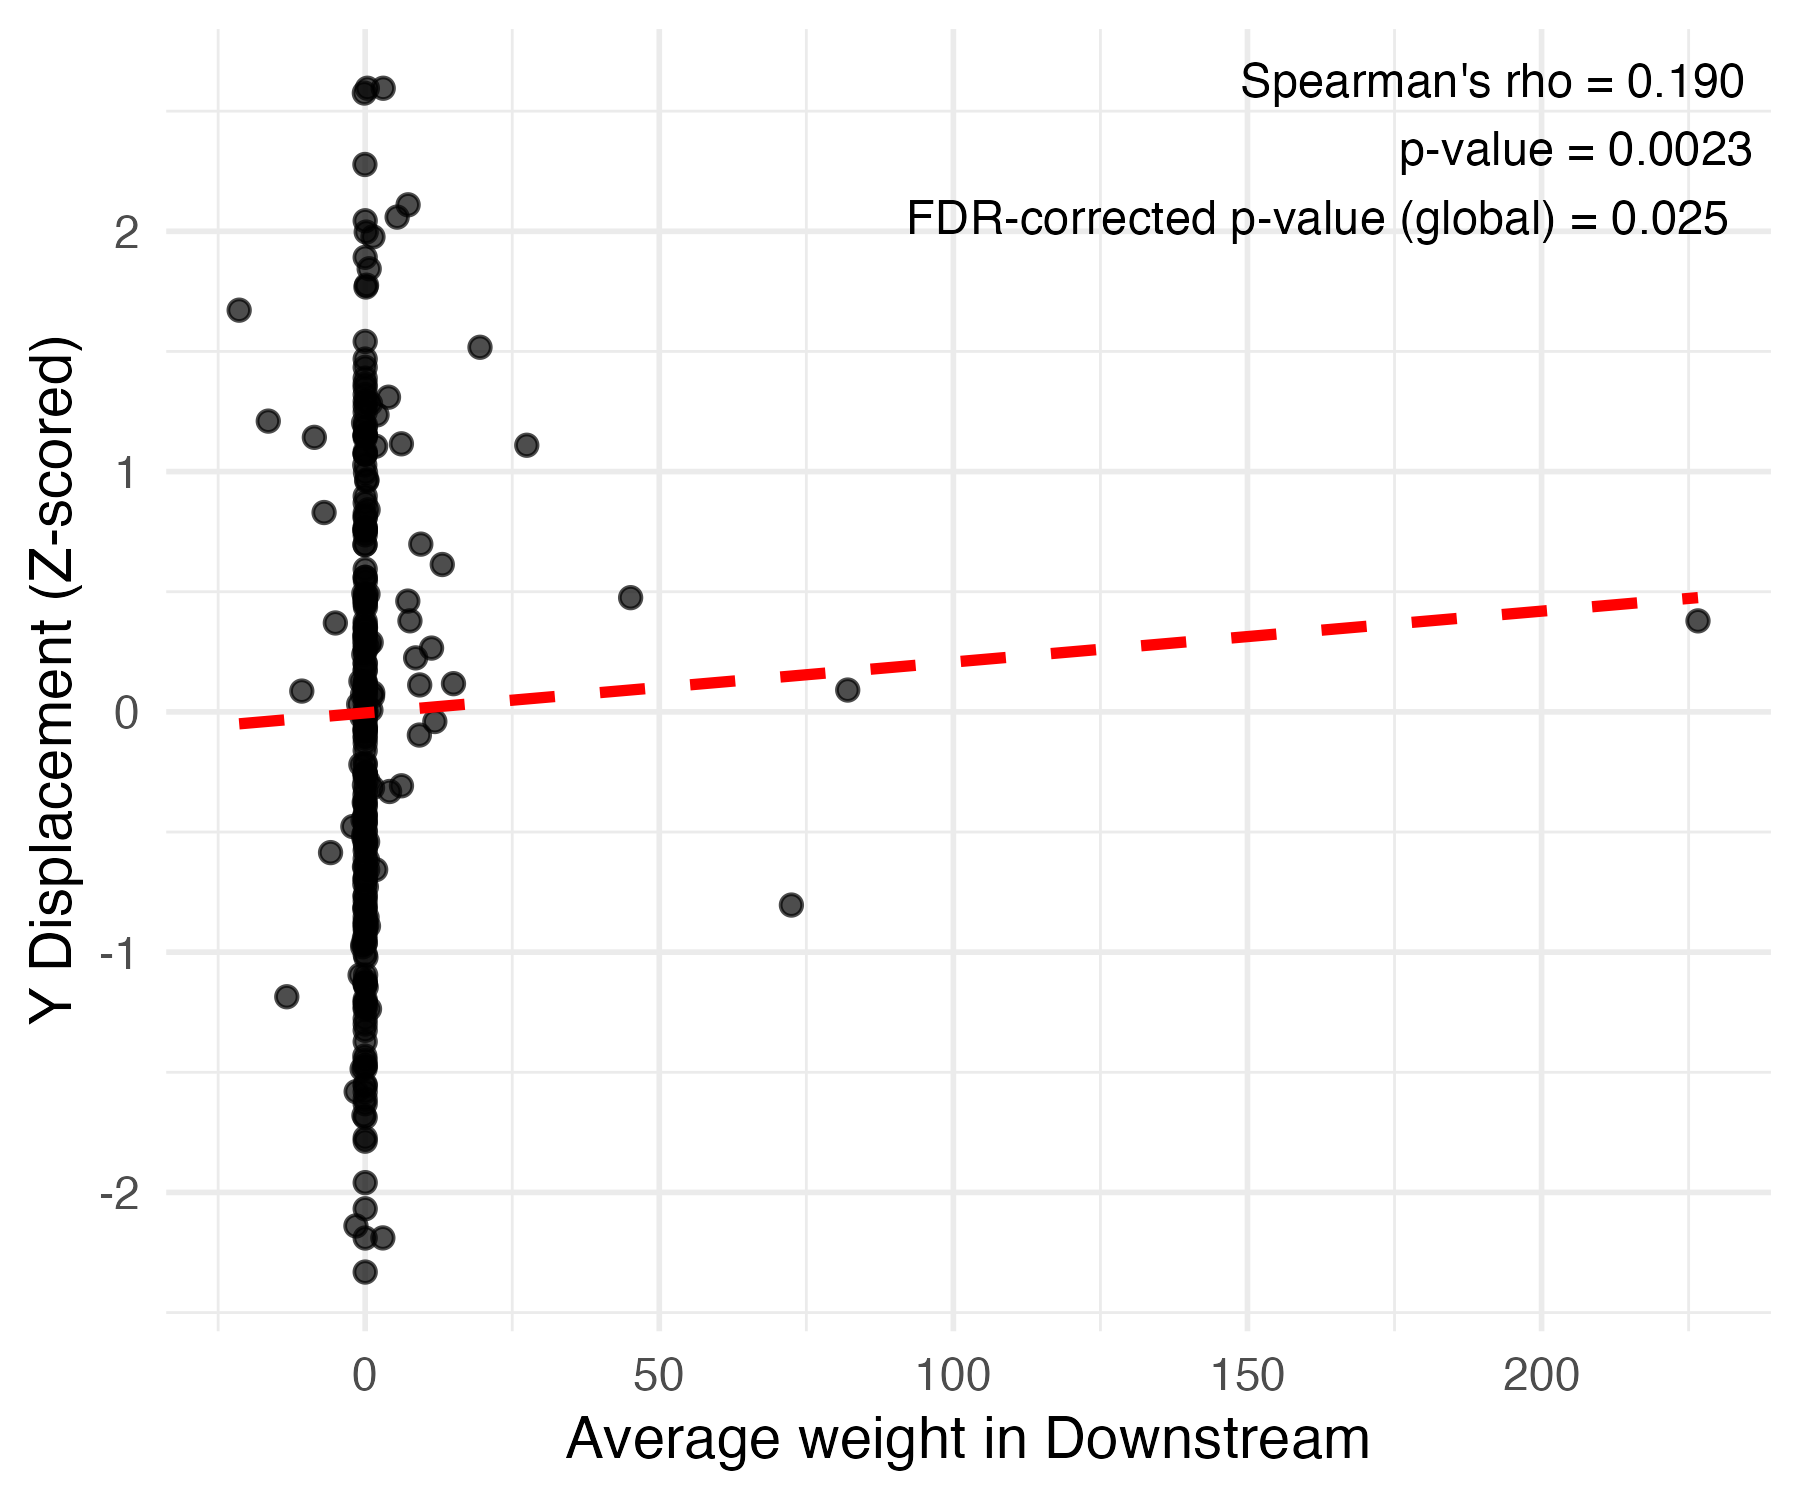 Spearman's rho = 0.190
p-value = 0.0023
FDR-corrected p-value (global) = 0.025
Y Displacement (Z-scored)
2
1
0
-1
-2
0 50 100 150 200
Average weight in Downstream